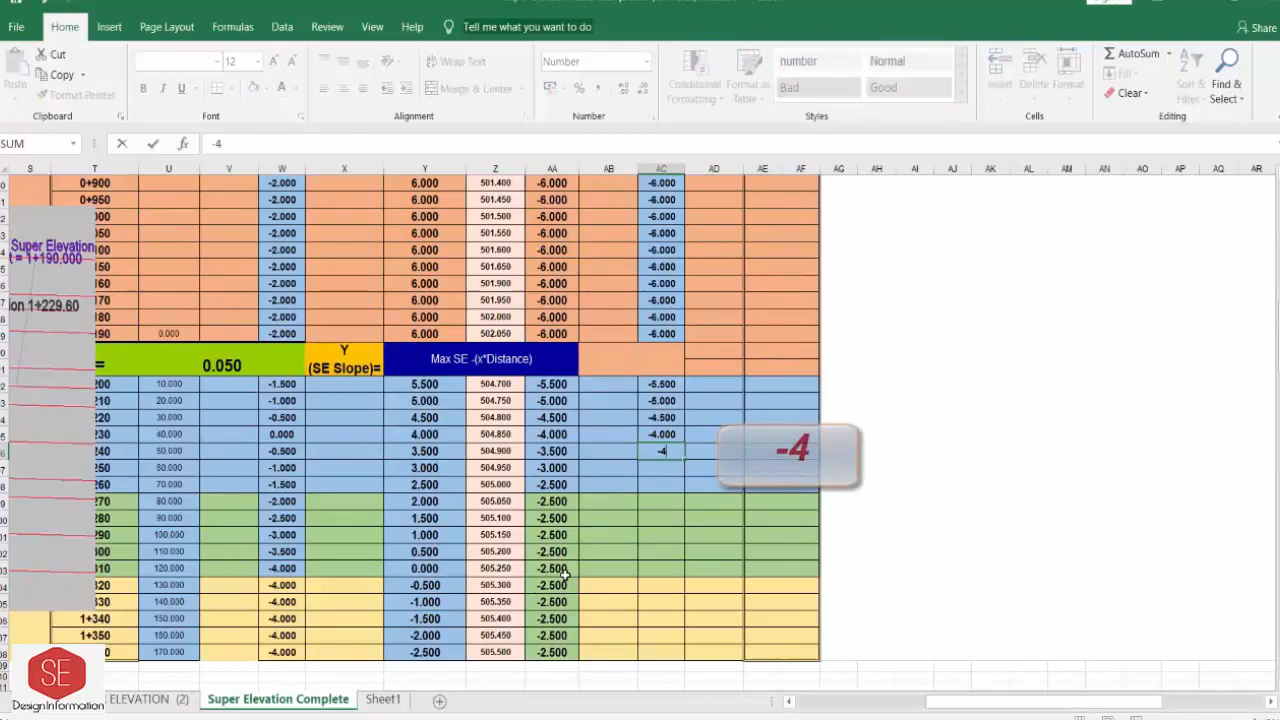 File Home Insert Page Layout Formulas Data Review View Help Tell me what you want to do Share
Cut
Copy
Format Painter
Paste
12
Wrap Text
Merge & Center
Number
Conditional Formatting
Format as Table
number Normal
Bad Good
Insert Delete Format
AutoSum
Fill
Clear
Sort & Filter
Find & Select
Clipboard Font Alignment Number Styles Cells Editing
SUM -4
S T U V W X Y Z AA AB AC AD AE AF AG AH AI AJ AK AL AM AN AO AP AQ AR
0+900 -2.000 6.000 501.400 -6.000 -6.000
0+950 -2.000 6.000 501.450 -6.000 -6.000
000 -2.000 6.000 501.500 -6.000 -6.000
050 -2.000 6.000 501.550 -6.000 -6.000
100 -2.000 6.000 501.600 -6.000 -6.000
150 -2.000 6.000 501.650 -6.000 -6.000
160 -2.000 6.000 501.900 -6.000 -6.000
170 -2.000 6.000 501.950 -6.000 -6.000
180 -2.000 6.000 502.000 -6.000 -6.000
190 0.000 -2.000 6.000 502.050 -6.000 -6.000
Super Elevation
t = 1+190.000
ion 1+229.60
= 0.050 Y (SE Slope)= Max SE -(x*Distance)
200 10.000 -1.500 5.500 504.700 -5.500 -5.500
210 20.000 -1.000 5.000 504.750 -5.000 -5.000
220 30.000 -0.500 4.500 504.800 -4.500 -4.500
230 40.000 0.000 4.000 504.850 -4.000 -4.000
240 50.000 -0.500 3.500 504.900 -3.500 -4
250 60.000 -1.000 3.000 504.950 -3.000
260 70.000 -1.500 2.500 505.000 -2.500
270 80.000 -2.000 2.000 505.050 -2.500
280 90.000 -2.500 1.500 505.100 -2.500
290 100.000 -3.000 1.000 505.150 -2.500
300 110.000 -3.500 0.500 505.200 -2.500
310 120.000 -4.000 0.000 505.250 -2.500
320 130.000 -4.000 -0.500 505.300 -2.500
330 140.000 -4.000 -1.000 505.350 -2.500
1+340 150.000 -4.000 -1.500 505.400 -2.500
1+350 160.000 -4.000 -2.000 505.450 -2.500
0 170.000 -4.000 -2.500 505.500 -2.500
-4
SE
Design Information
ELEVATION (2) Super Elevation Complete Sheet1